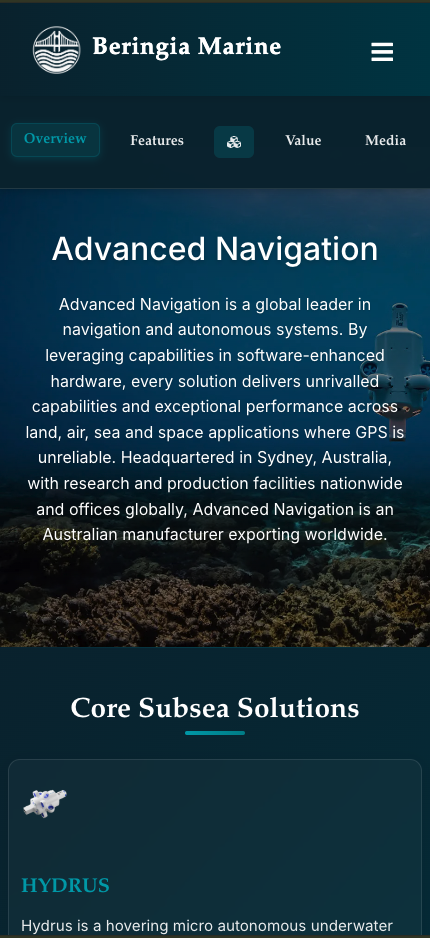 Beringia Marine
Overview
Features
Value
Media
Advanced Navigation
Advanced Navigation is a global leader in
navigation and autonomous systems. By
leveraging capabilities in software-enhanced
hardware, every solution delivers unrivalled
capabilities and exceptional performance across
land, air, sea and space applications where GPS is
unreliable. Headquartered in Sydney, Australia,
with research and production facilities nationwide
and offices globally, Advanced Navigation is an
Australian manufacturer exporting worldwide.
Core Subsea Solutions
HYDRUS
Hydrus is a hovering micro autonomous underwater